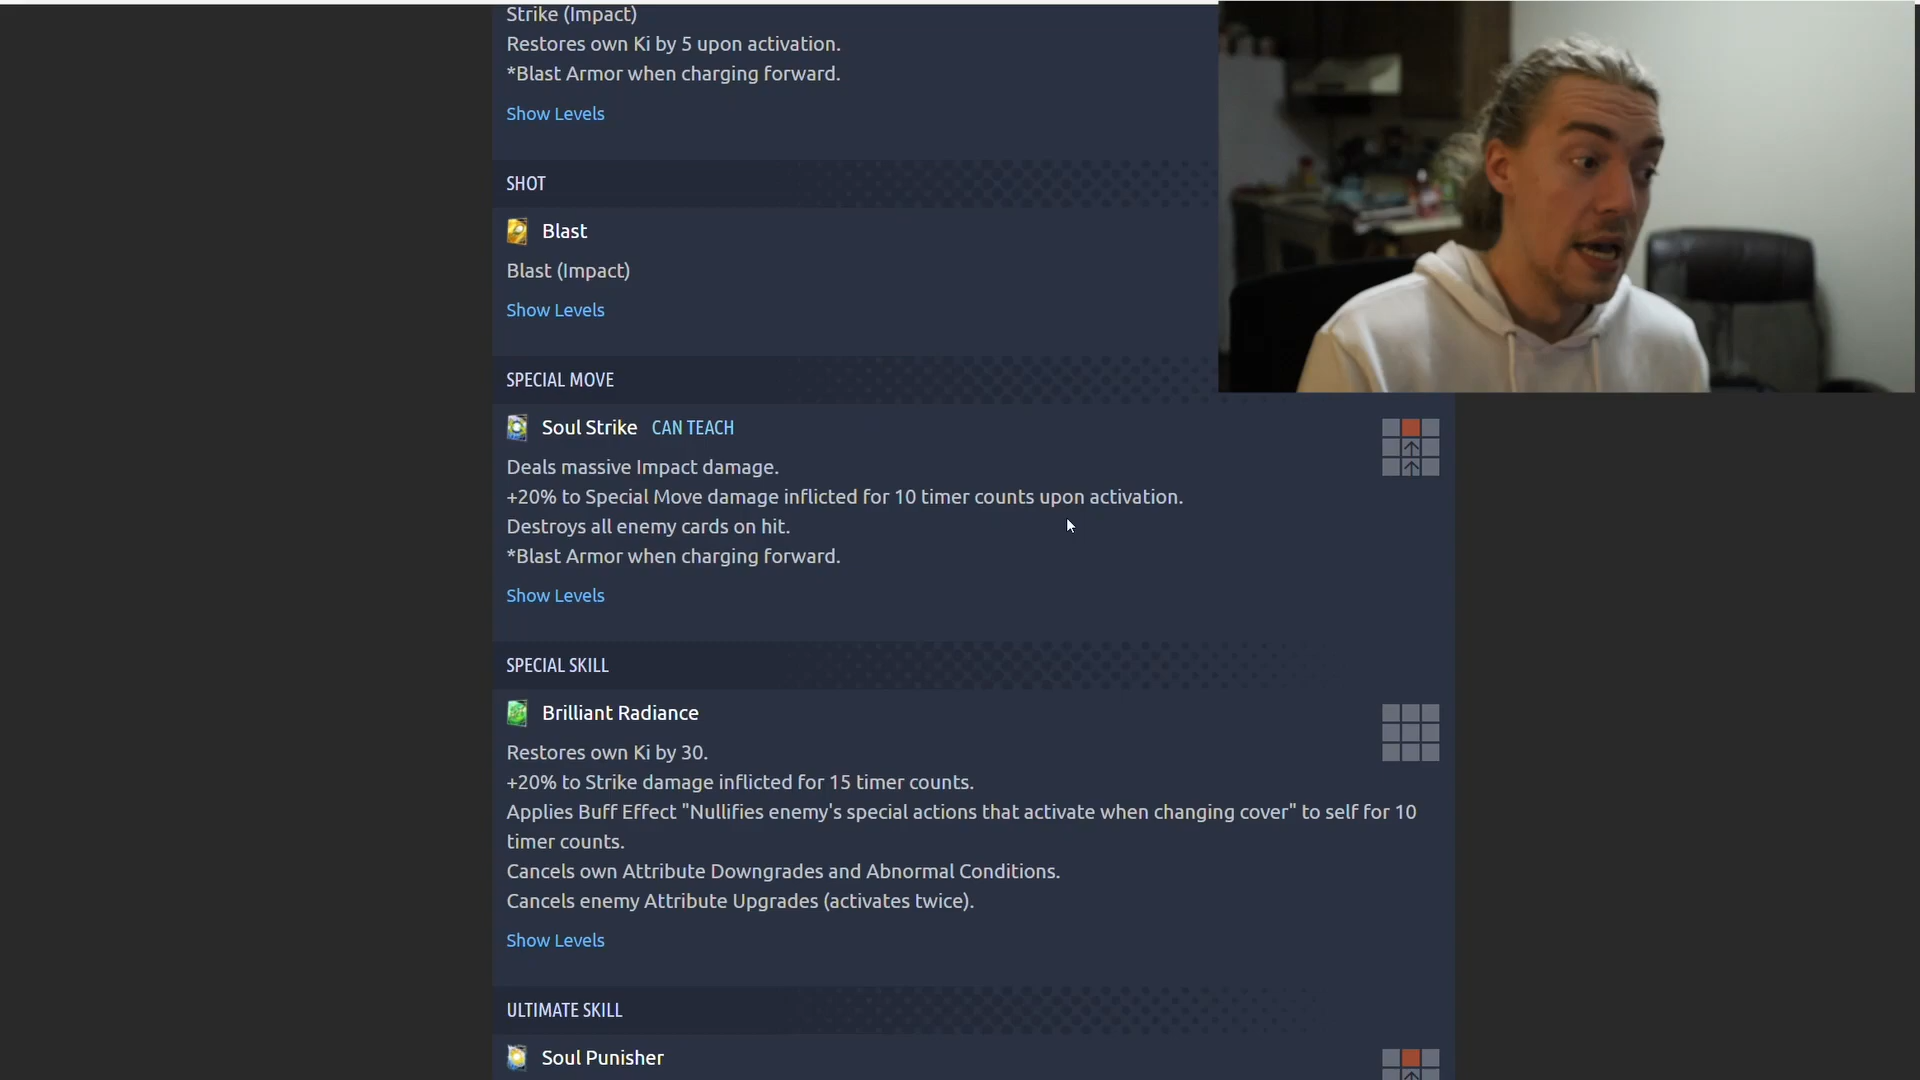 Strike (Impact)
Restores own Ki by 5 upon activation.
*Blast Armor when charging forward.
Show Levels
SHOT
Blast
Blast (Impact)
Show Levels
SPECIAL MOVE
Soul Strike CAN TEACH
Deals massive Impact damage.
+20% to Special Move damage inflicted for 10 timer counts upon activation.
Destroys all enemy cards on hit.
*Blast Armor when charging forward.
Show Levels
SPECIAL SKILL
Brilliant Radiance
Restores own Ki by 30.
+20% to Strike damage inflicted for 15 timer counts.
Applies Buff Effect "Nullifies enemy's special actions that activate when changing cover" to self for 10
timer counts.
Cancels own Attribute Downgrades and Abnormal Conditions.
Cancels enemy Attribute Upgrades (activates twice).
Show Levels
ULTIMATE SKILL
Soul Punisher